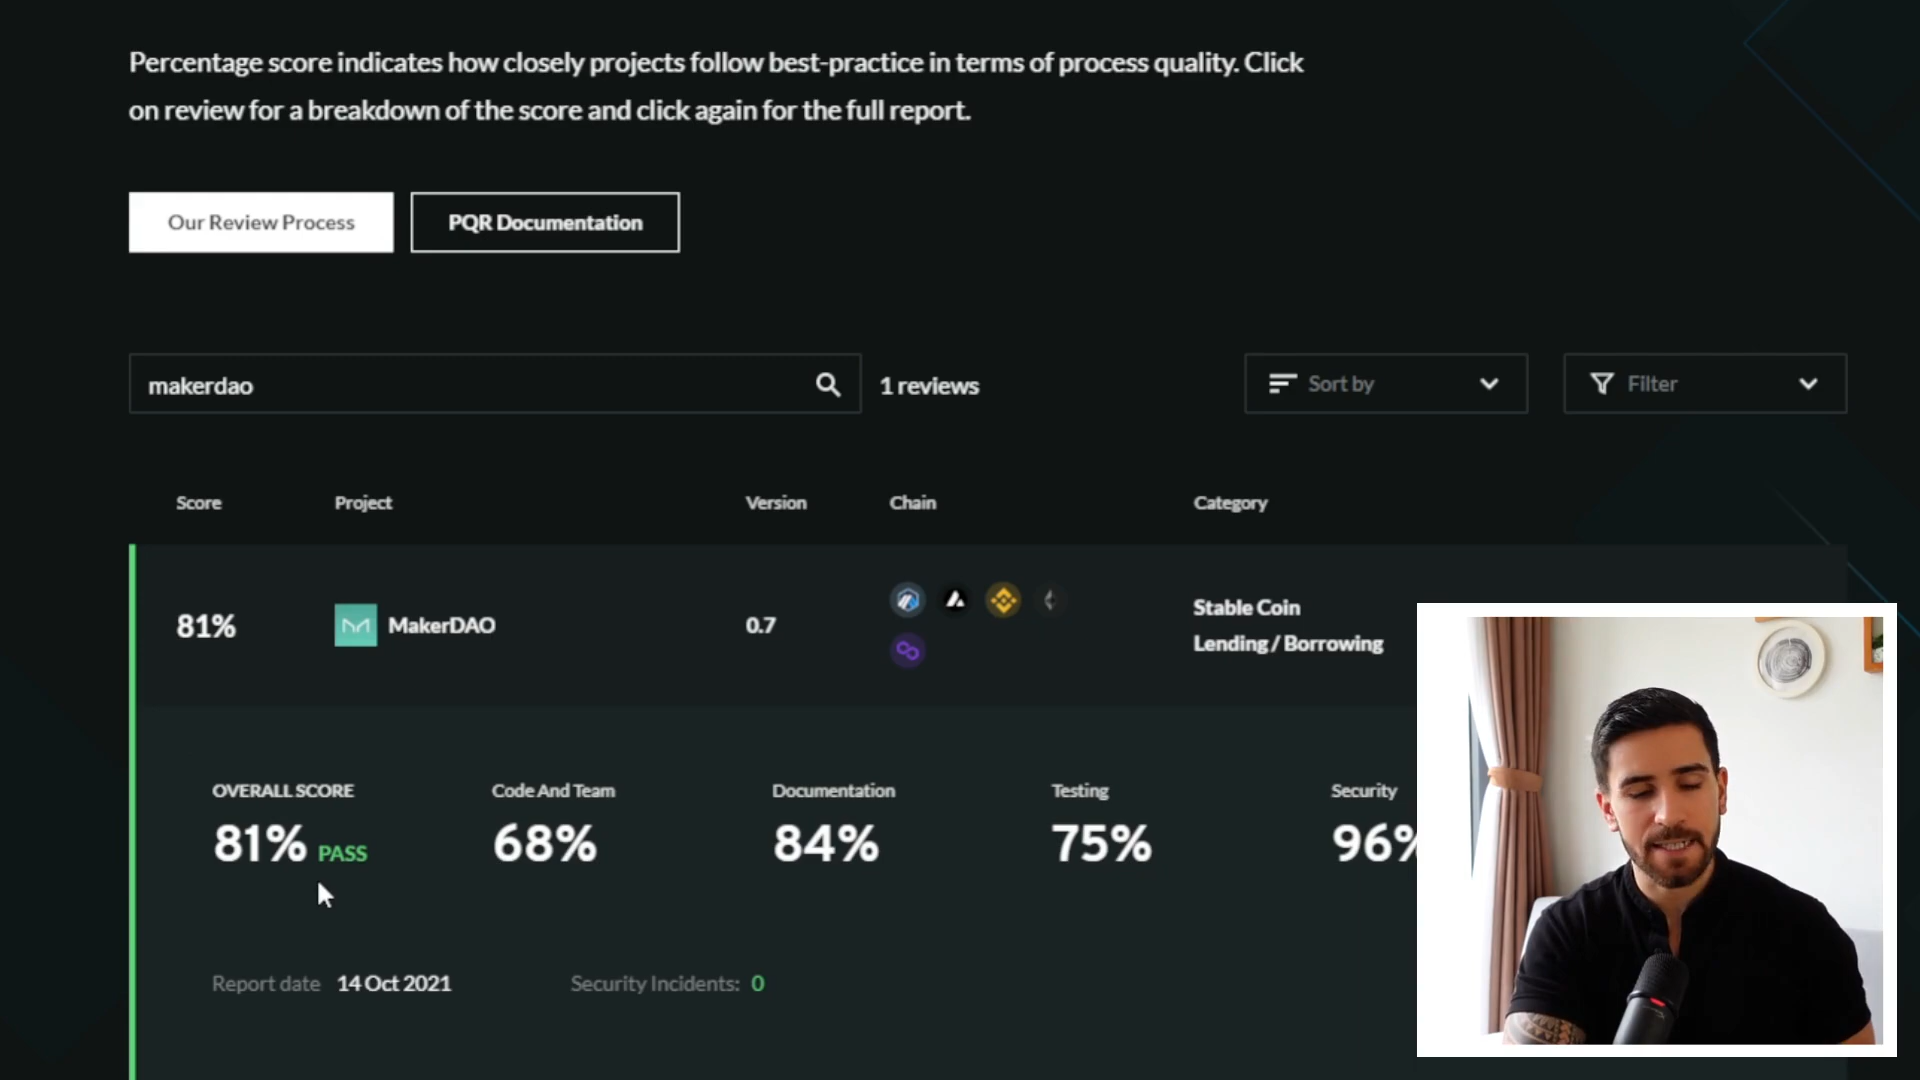 Percentage score indicates how closely projects follow best-practice in terms of process quality. Click
on review for a breakdown of the score and click again for the full report.
Our Review Process
PQR Documentation
makerdao
1 reviews
Sort by
Filter
Score
Project
Version
Chain
Category
81%
MakerDAO
0.7
Stable Coin
Lending / Borrowing
OVERALL SCORE
Code And Team
Documentation
Testing
Security
81% PASS
68%
84%
75%
96%
Report date 14 Oct 2021
Security Incidents: 0